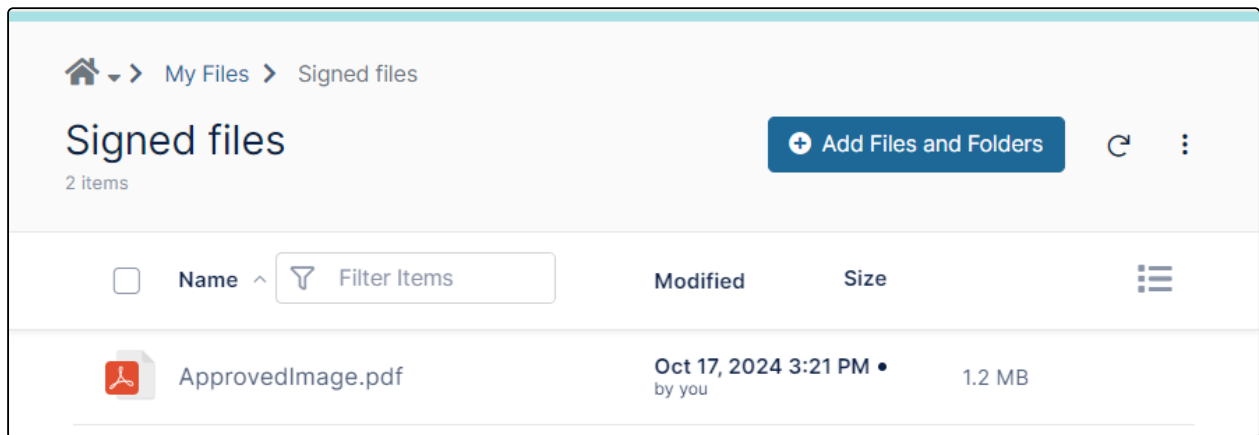 My Files Signed files
Signed files
Add Files and Folders
2 items
Name Filter Items Modified Size
ApprovedImage.pdf Oct 17, 2024 3:21 PM 1.2 MB
by you